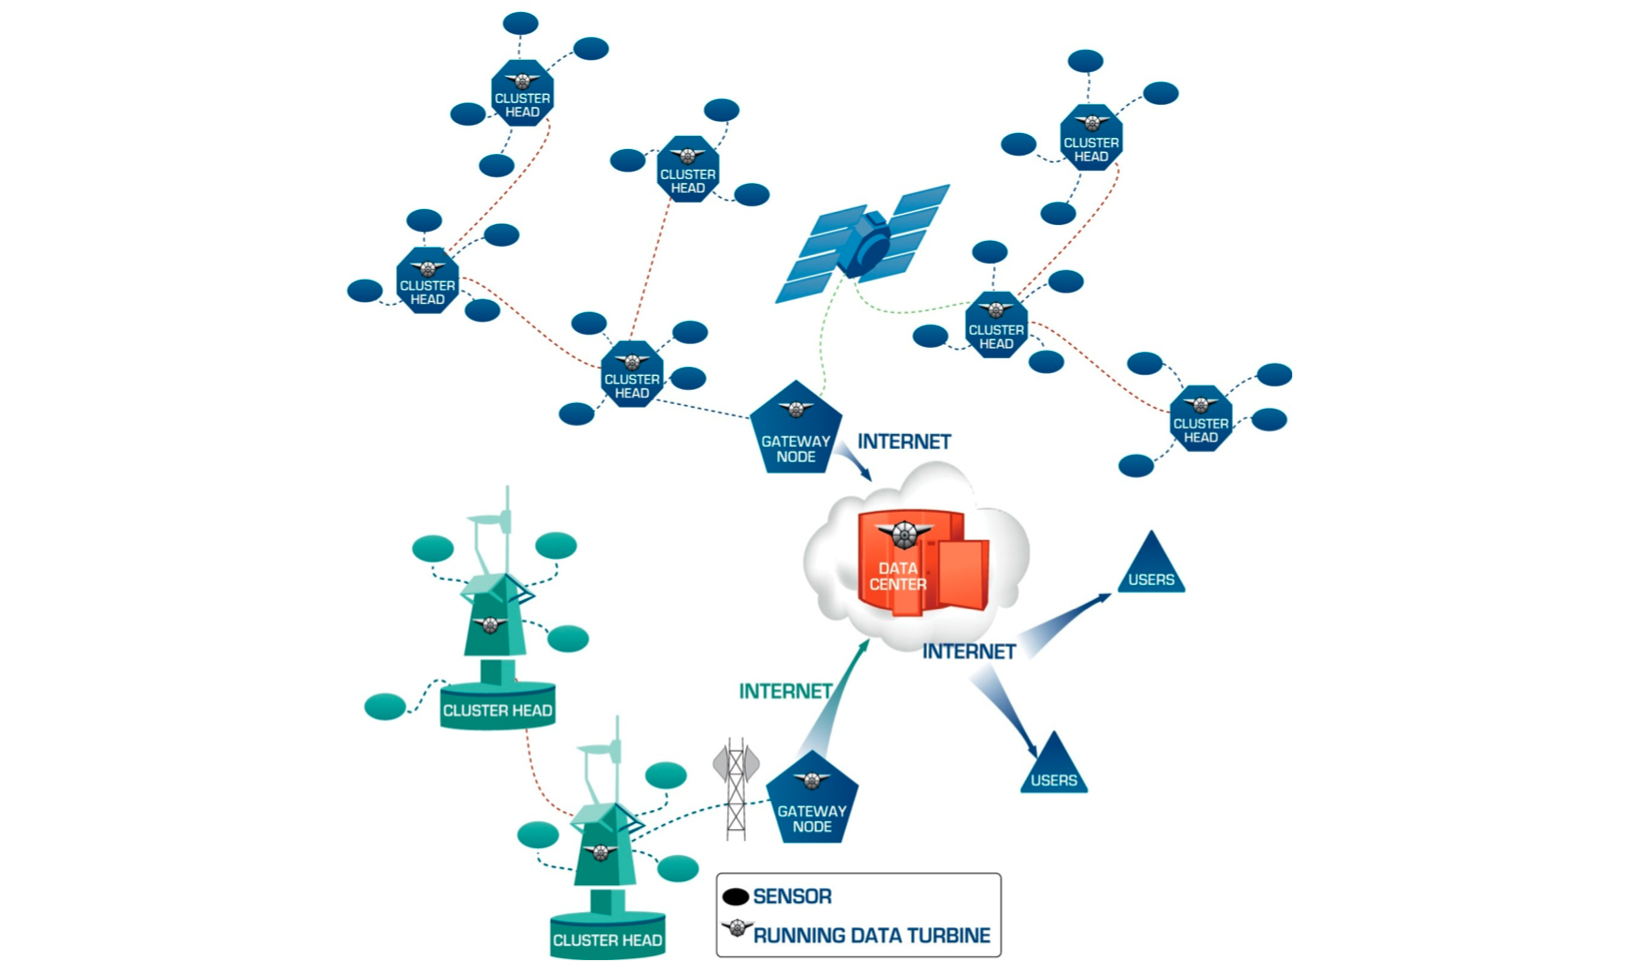 CLUSTER
HEAD
CLUSTER
HEAD
CLUSTER
HEAD
CLUSTER
HEAD
CLUSTER
HEAD
CLUSTER
HEAD
CLUSTER
HEAD
GATEWAY
NODE
INTERNET
DATA
CENTER
USERS
INTERNET
INTERNET
CLUSTER HEAD
USERS
GATEWAY
NODE
CLUSTER HEAD
SENSOR
RUNNING DATA TURBINE